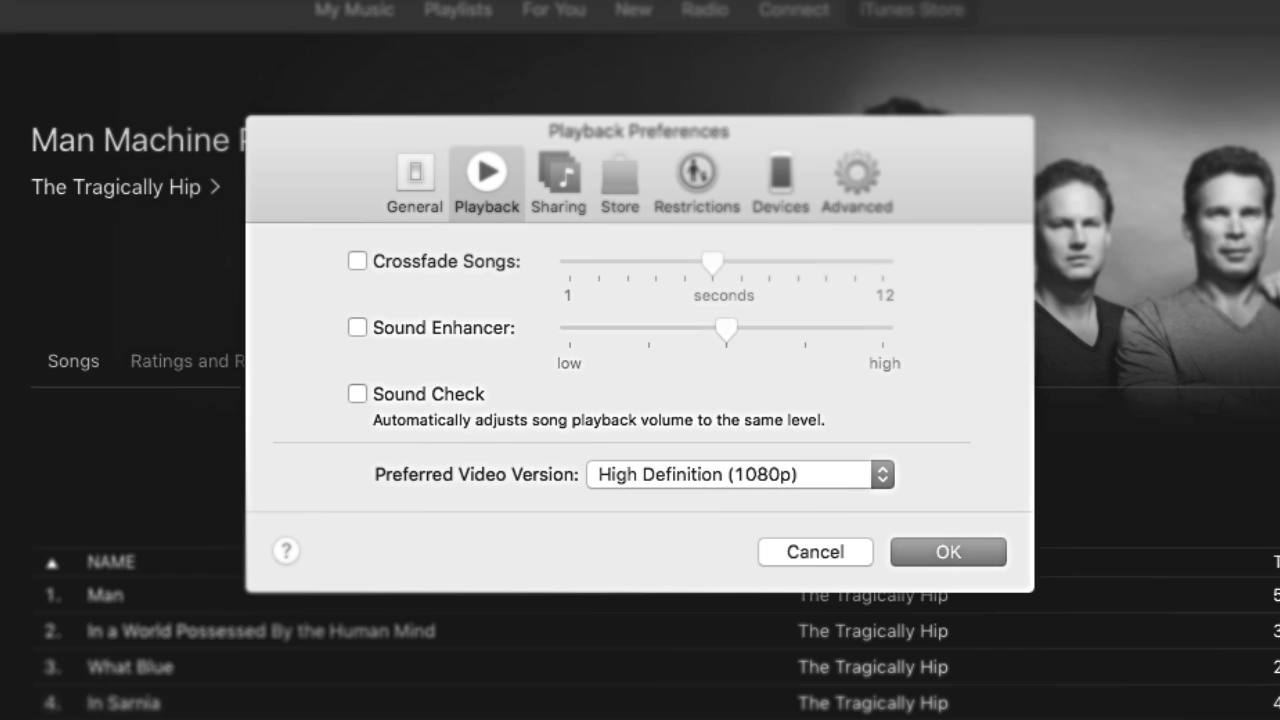 My Music Playlists For You New Radio Connect iTunes Store
Playback Preferences
Man Machine
The Tragically Hip >
General Playback Sharing Store Restrictions Devices Advanced
Crossfade Songs:
1 seconds 12
Sound Enhancer:
low high
Songs Ratings and R
Sound Check
Automatically adjusts song playback volume to the same level.
Preferred Video Version: High Definition (1080p)
? Cancel OK
▲ NAME T
1. Man The Tragically Hip 5
2. In a World Possessed By the Human Mind The Tragically Hip 3
3. What Blue The Tragically Hip 2
4. In Sarnia The Tragically Hip 4